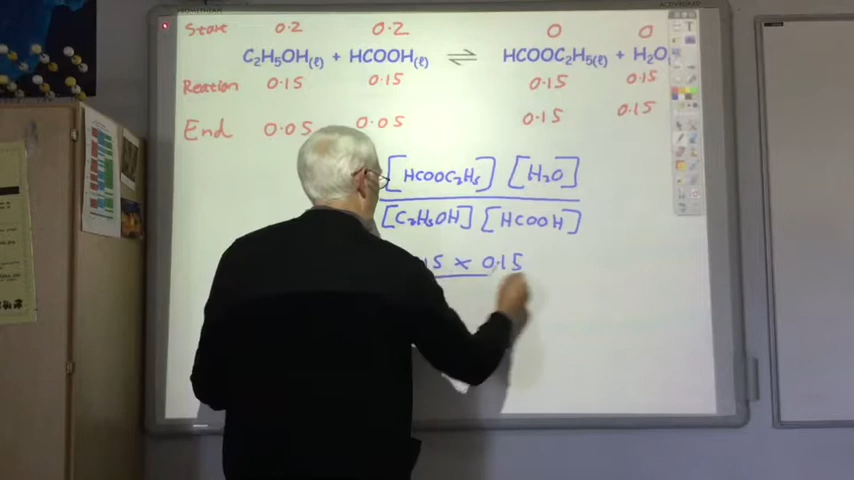 Start 0.2 0.2 0 0
C₂H₅OH(ℓ) + HCOOH(ℓ) ⇌ HCOOC₂H₅(ℓ) + H₂O
Reaction 0.15 0.15 0.15 0.15
End 0.05 0.05 0.15 0.15
[HCOOC₂H₅] [H₂O]
[C₂H₅OH] [HCOOH]
× 0.15